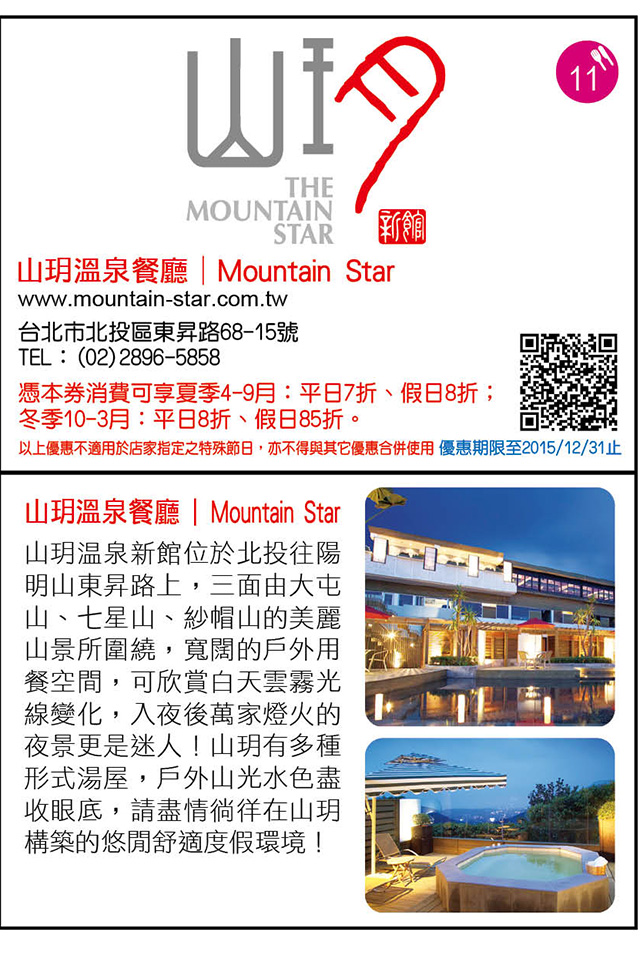 山玥
THE
MOUNTAIN
STAR
新館
11
山玥溫泉餐廳｜Mountain Star
www.mountain-star.com.tw
台北市北投區東昇路68-15號
TEL：(02)2896-5858
憑本券消費可享夏季4-9月：平日7折、假日8折；
冬季10-3月：平日8折、假日85折。
以上優惠不適用於店家指定之特殊節日，亦不得與其它優惠合併使用 優惠期限至2015/12/31止
山玥溫泉餐廳｜Mountain Star
山玥溫泉新館位於北投往陽
明山東昇路上，三面由大屯
山、七星山、紗帽山的美麗
山景所圍繞，寬闊的戶外用
餐空間，可欣賞白天雲霧光
線變化，入夜後萬家燈火的
夜景更是迷人！山玥有多種
形式湯屋，戶外山光水色盡
收眼底，請盡情徜徉在山玥
構築的悠閒舒適度假環境！